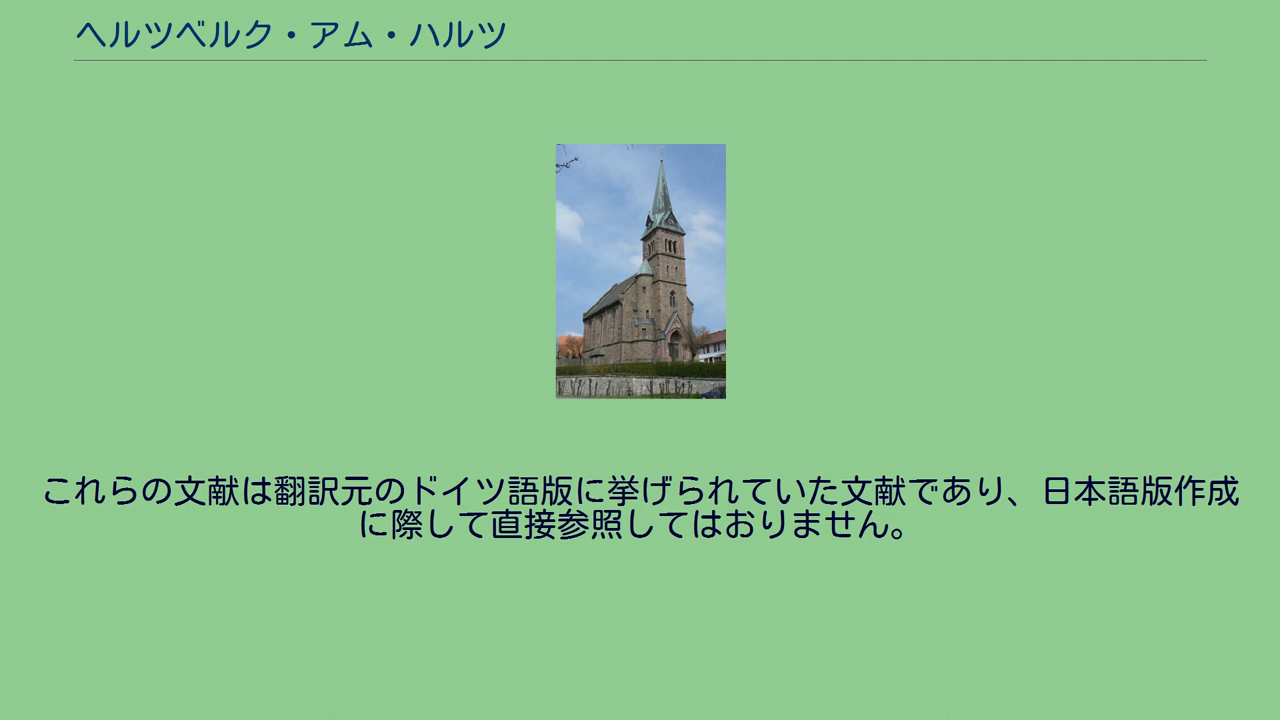 ヘルツベルク・アム・ハルツ
これらの文献は翻訳元のドイツ語版に挙げられていた文献であり、日本語版作成
に際して直接参照してはおりません。